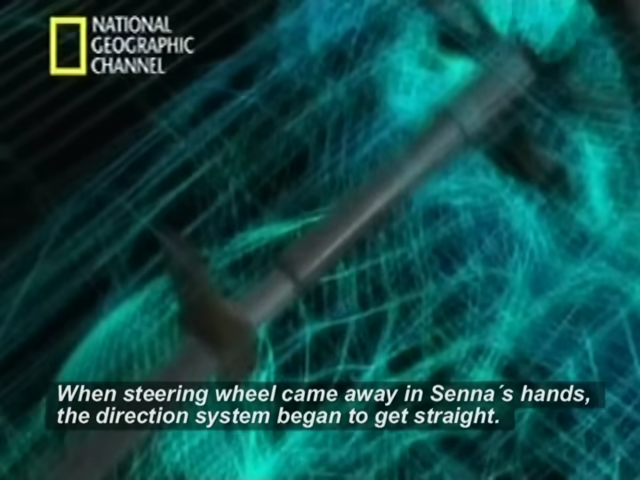 NATIONAL
GEOGRAPHIC
CHANNEL
When steering wheel came away in Senna´s hands,
the direction system began to get straight.